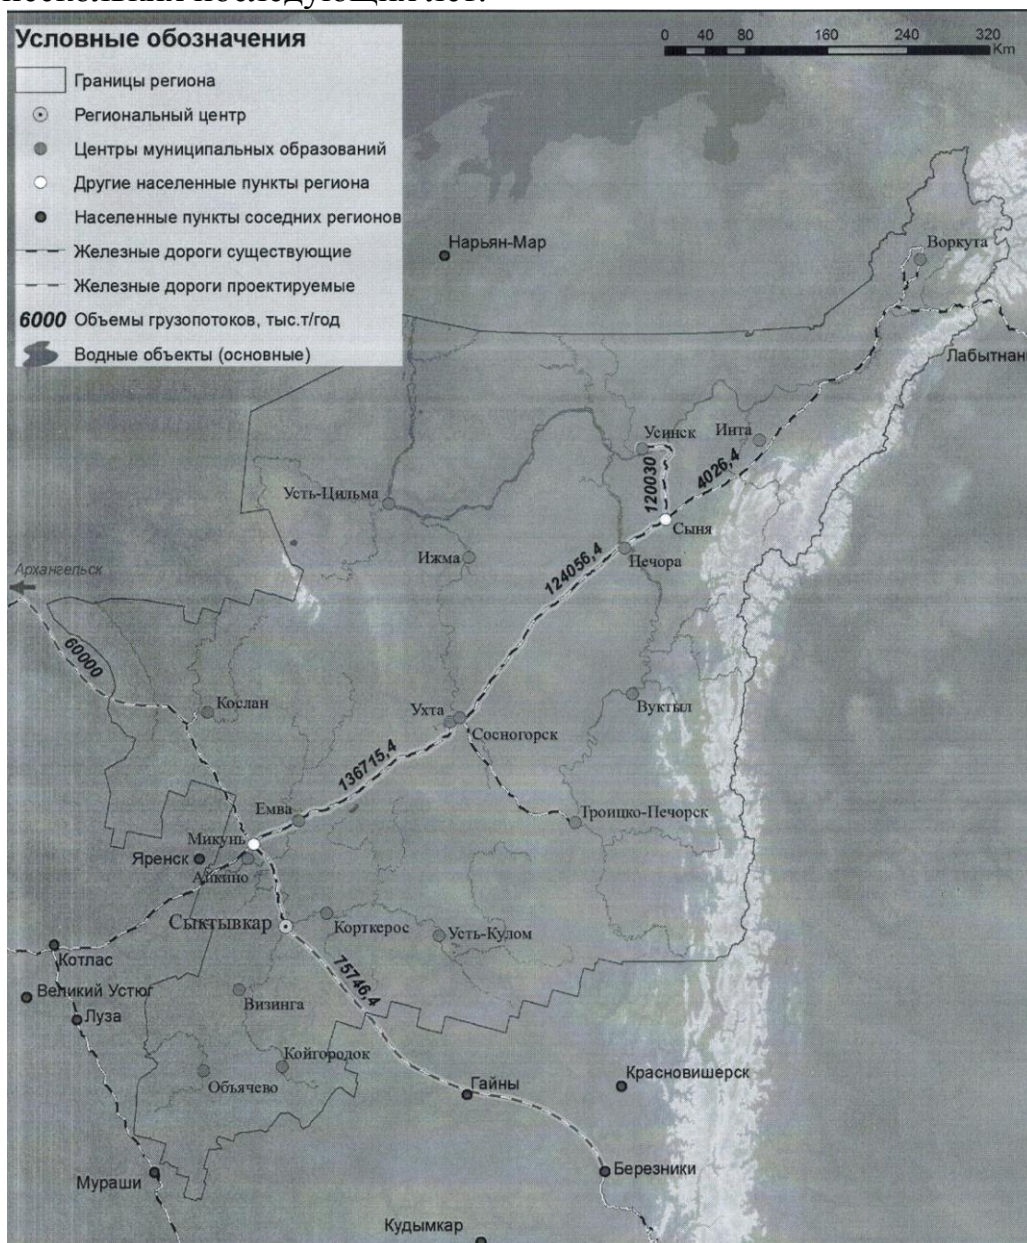 нескольких последующих лет.
Условные обозначения
Границы региона
Региональный центр
Центры муниципальных образований
Другие населенные пункты региона
Населенные пункты соседних регионов
Железные дороги существующие
Железные дороги проектируемые
6000 Объемы грузопотоков, тыс.т/год
Водные объекты (основные)
0 40 80 160 240 320
Km
Нарьян-Мар
Воркута
Лабытнан
Усинск
Инта
120030
4026,4
Усть-Цильма
Сыня
Ижма
Печора
124056,4
Архангельск
60000
Кослан
Вуктыл
Ухта
Сосногорск
136715,4
Емва
Троицко-Печорск
Микунь
Яренск
Айкино
Сыктывкар
Корткерос
Усть-Кулом
Котлас
75746,4
Великий Устюг
Визинга
Луза
Койгородок
Объячево
Гайны
Красновишерск
Мураши
Березники
Кудымкар